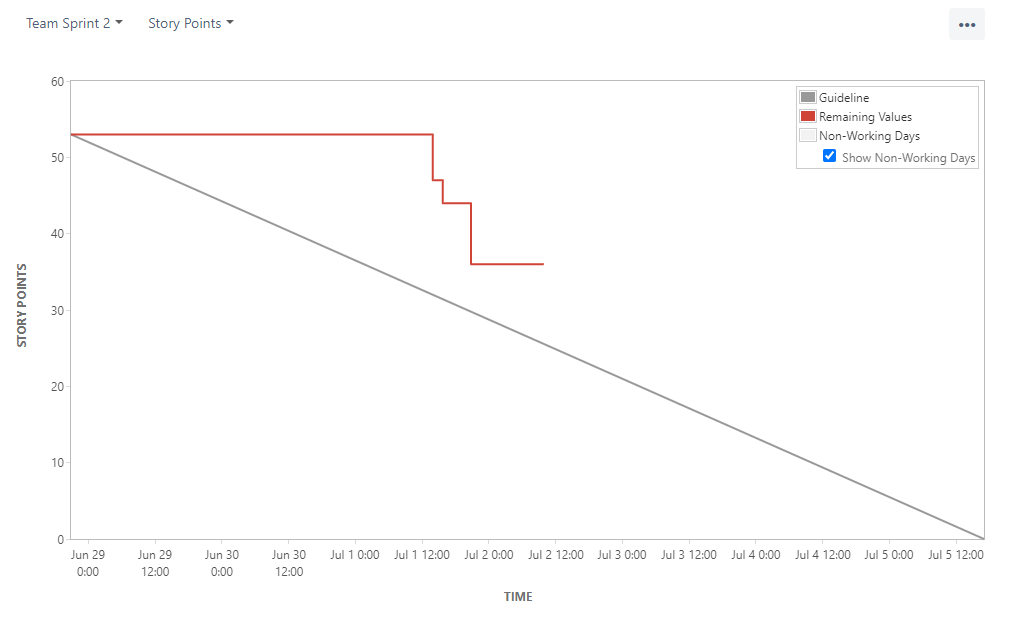 Team Sprint 2 Story Points
•••
60
50
40
30
20
10
0
STORY POINTS
Guideline
Remaining Values
Non-Working Days
Show Non-Working Days
Jun 29 0:00
Jun 29 12:00
Jun 30 0:00
Jun 30 12:00
Jul 1 0:00
Jul 1 12:00
Jul 2 0:00
Jul 2 12:00
Jul 3 0:00
Jul 3 12:00
Jul 4 0:00
Jul 4 12:00
Jul 5 0:00
Jul 5 12:00
TIME